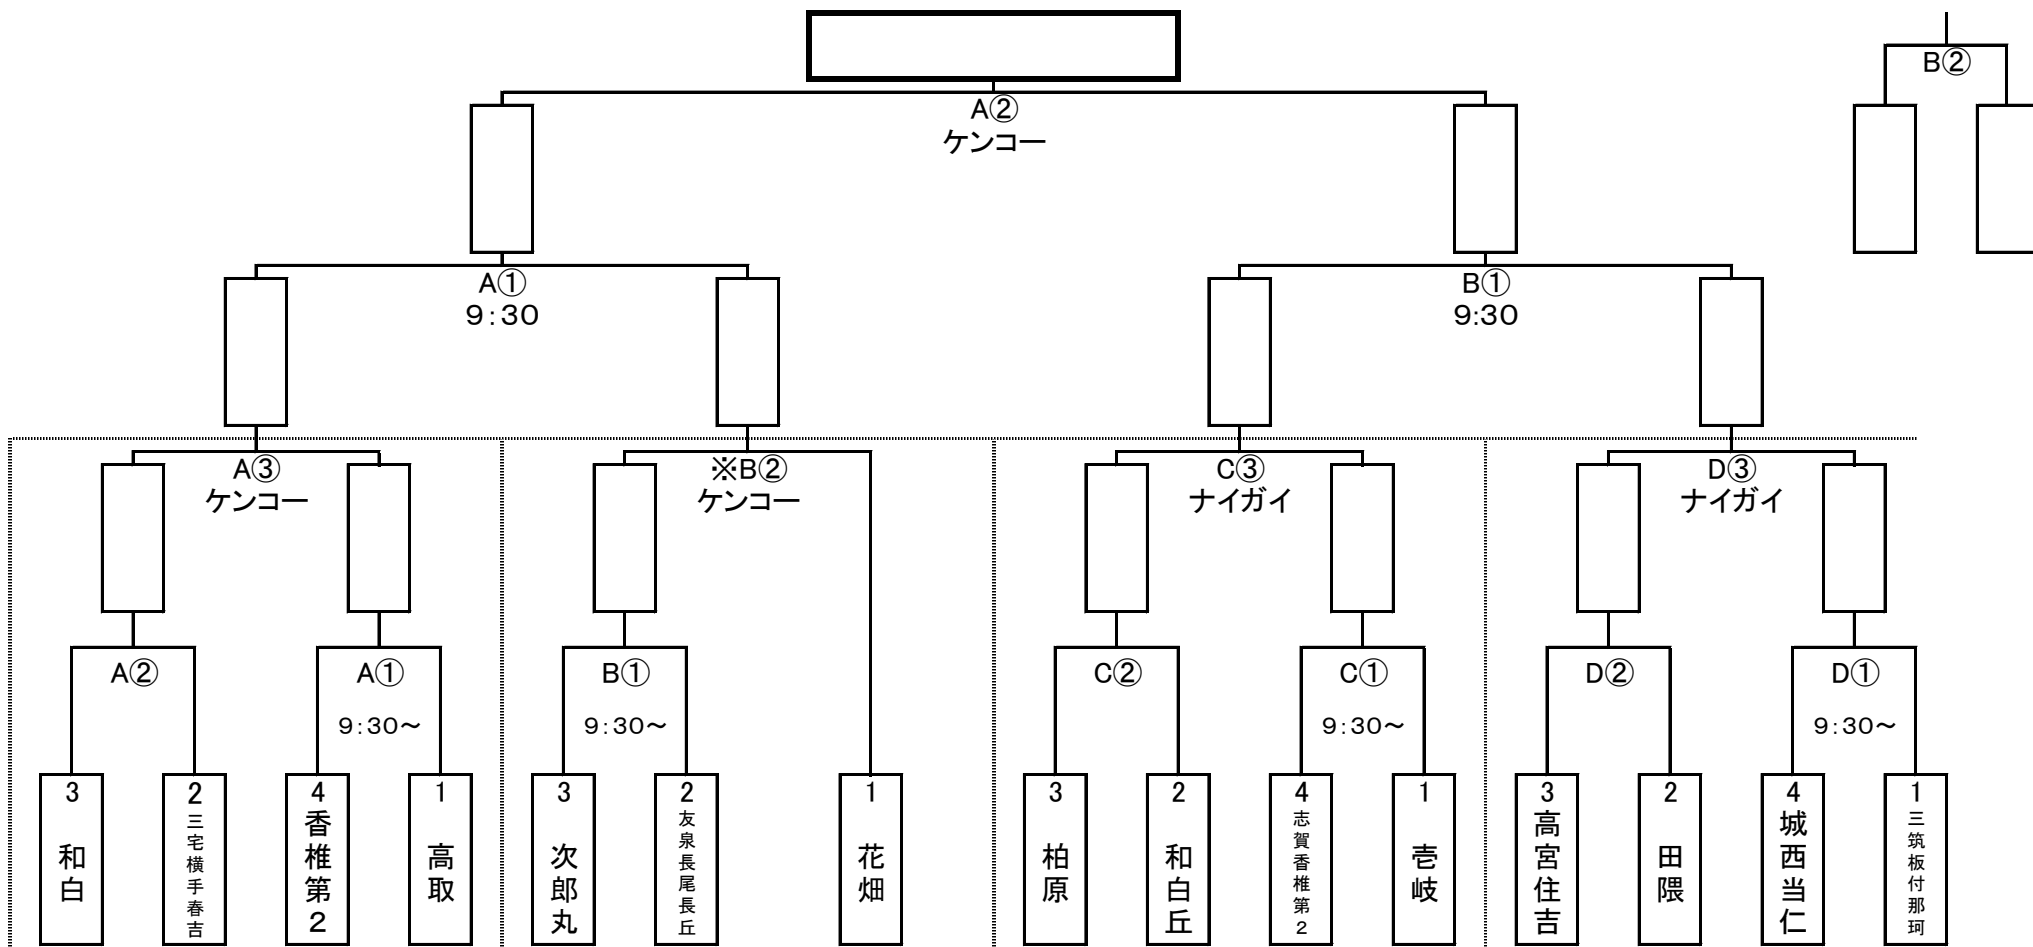 B②
A②
ケンコー
A①
9:30
B①
9:30
A③
ケンコー
※B②
ケンコー
C③
ナイガイ
D③
ナイガイ
A②
A①
B①
C②
C①
D②
D①
9:30～
9:30～
9:30～
9:30～
3
和白
2
三宅横手春吉
4
香椎第2
1
高取
3
次郎丸
2
友泉長尾長丘
1
花畑
3
柏原
2
和白丘
4
志賀香椎第2
1
壱岐
3
高宮住吉
2
田隈
4
城西当仁
1
三筑板付那珂